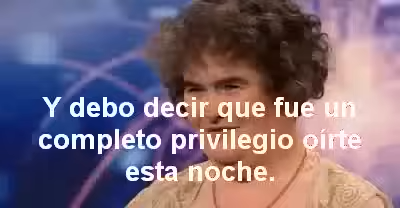 Y debo decir que fue un
completo privilegio oírte
esta noche.